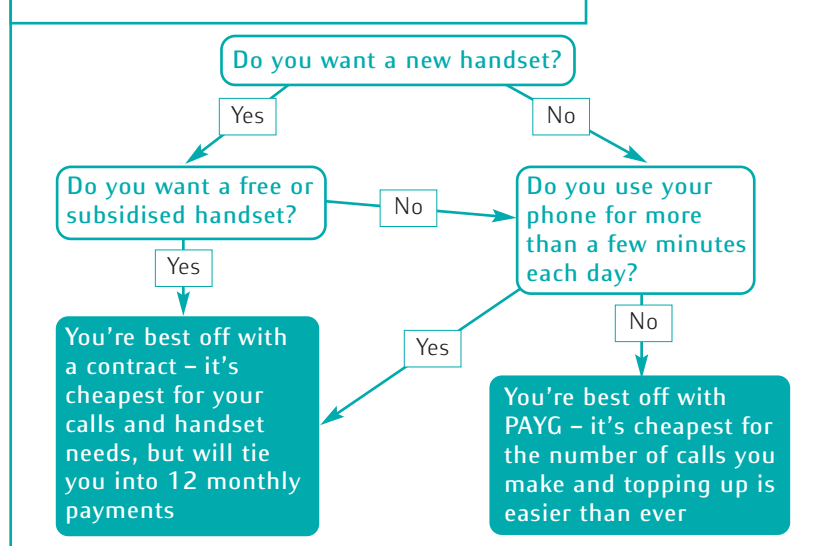 Do you want a new handset?
Yes
No
Do you want a free or
subsidised handset?
No
Do you use your
phone for more
than a few minutes
each day?
Yes
No
Yes
You’re best off with
a contract – it’s
cheapest for your
calls and handset
needs, but will tie
you into 12 monthly
payments
You’re best off with
PAYG – it’s cheapest for
the number of calls you
make and topping up is
easier than ever